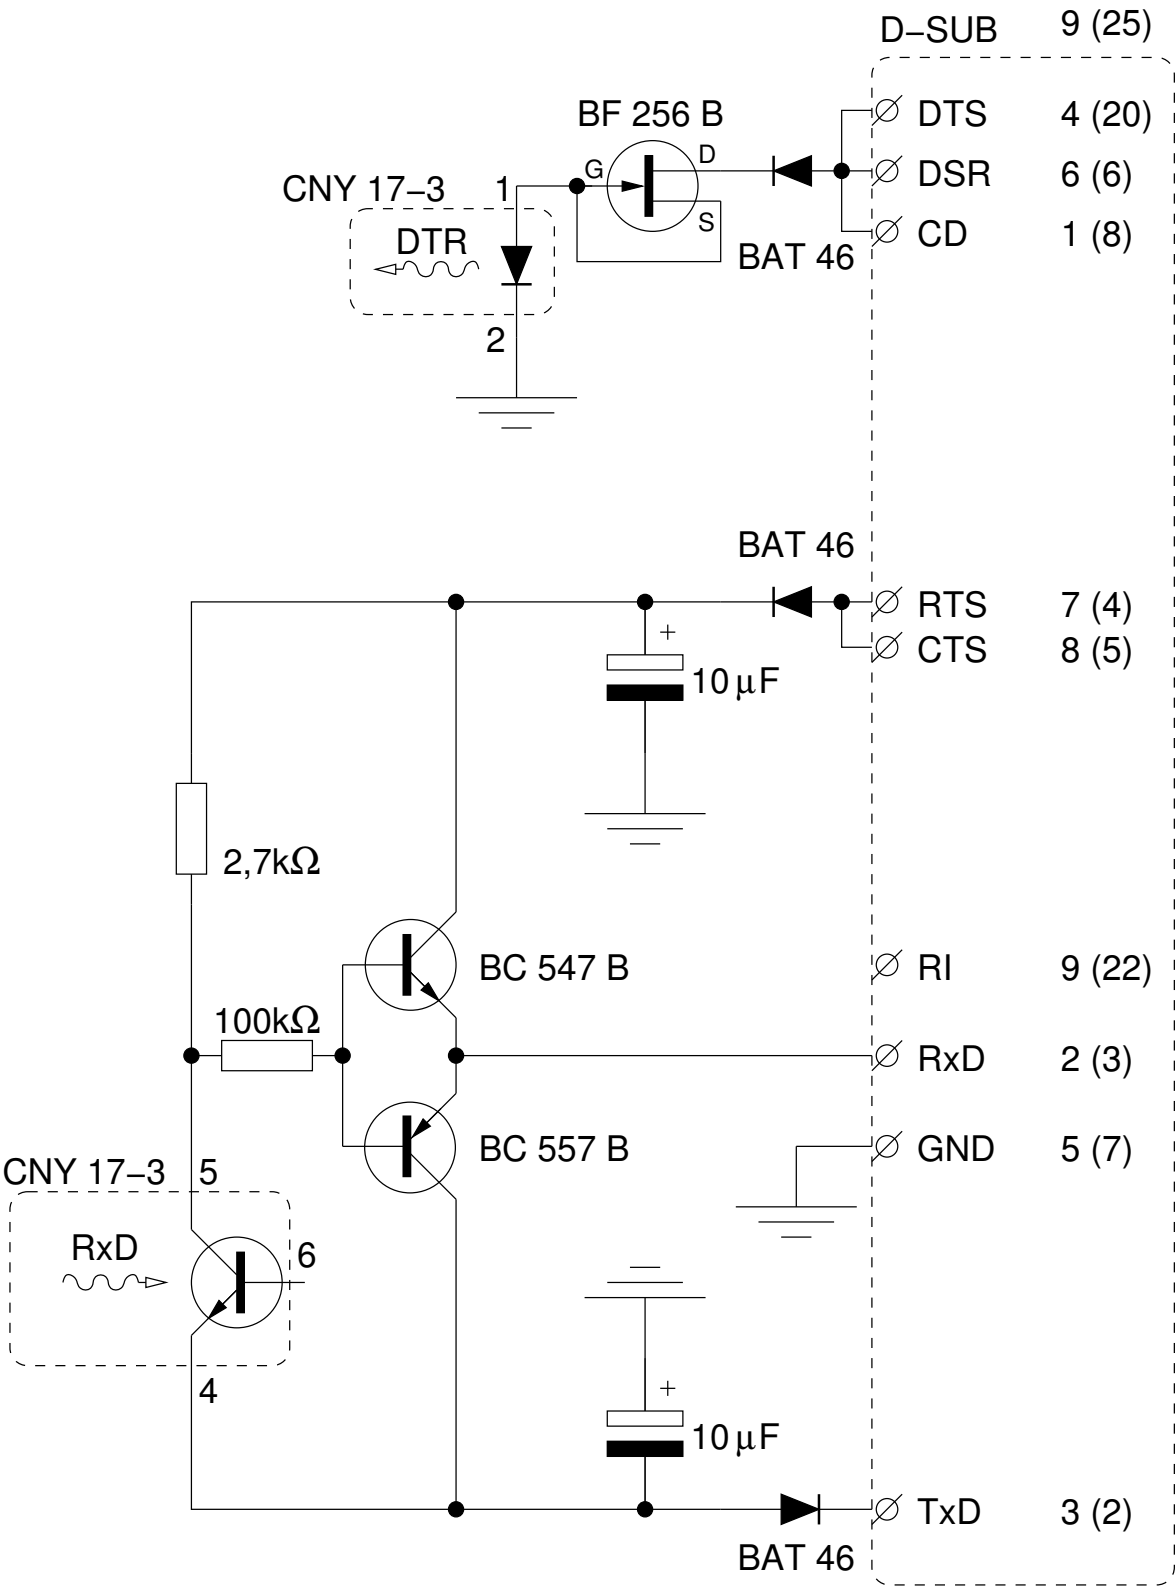 D−SUB 9 (25)
DTS 4 (20)
BF 256 B
D
G
DSR 6 (6)
CNY 17−3 1
S
CD 1 (8)
DTR
BAT 46
2
BAT 46
RTS 7 (4)
+
CTS 8 (5)
10 µF
2,7kΩ
BC 547 B
RI 9 (22)
100kΩ
RxD 2 (3)
BC 557 B
GND 5 (7)
CNY 17−3 5
RxD
6
4
+
10 µF
TxD 3 (2)
BAT 46